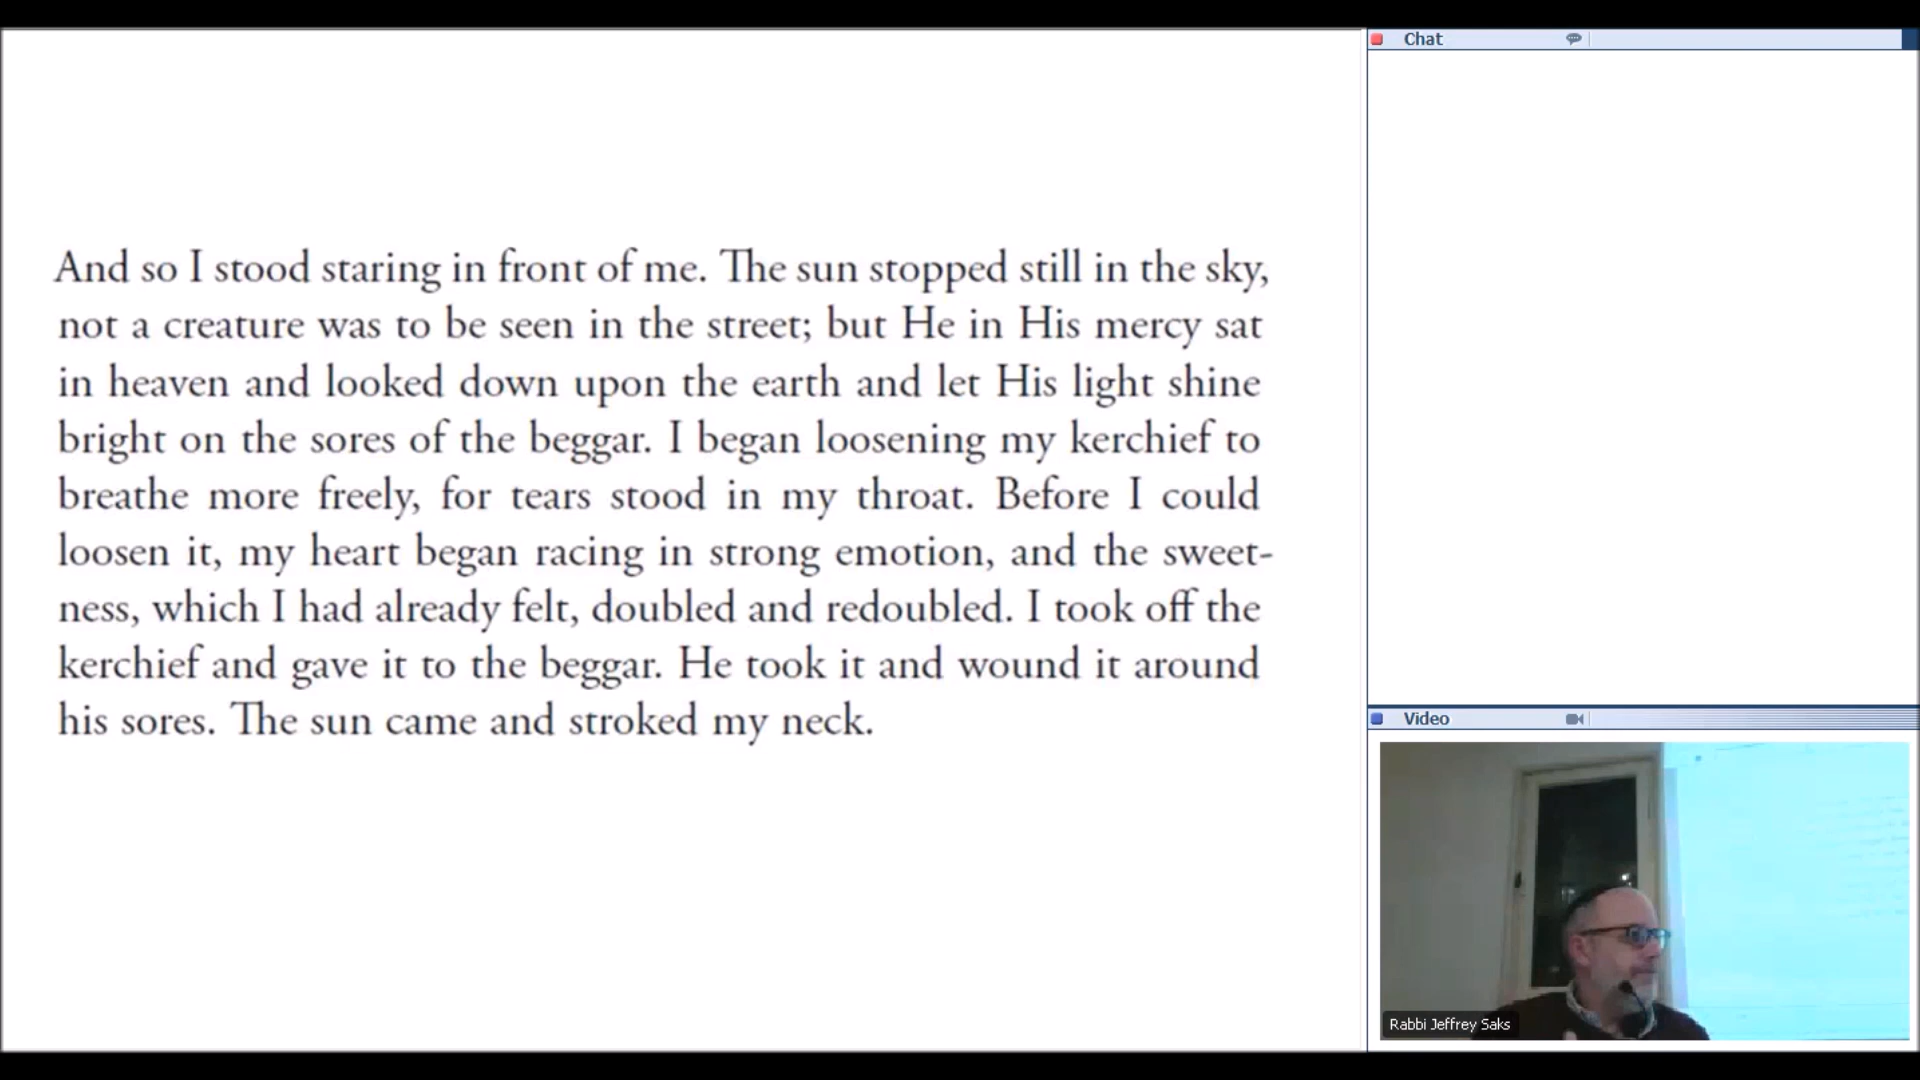 And so I stood staring in front of me. The sun stopped still in the sky,
not a creature was to be seen in the street; but He in His mercy sat
in heaven and looked down upon the earth and let His light shine
bright on the sores of the beggar. I began loosening my kerchief to
breathe more freely, for tears stood in my throat. Before I could
loosen it, my heart began racing in strong emotion, and the sweet-
ness, which I had already felt, doubled and redoubled. I took off the
kerchief and gave it to the beggar. He took it and wound it around
his sores. The sun came and stroked my neck.
Chat
Video
Rabbi Jeffrey Saks